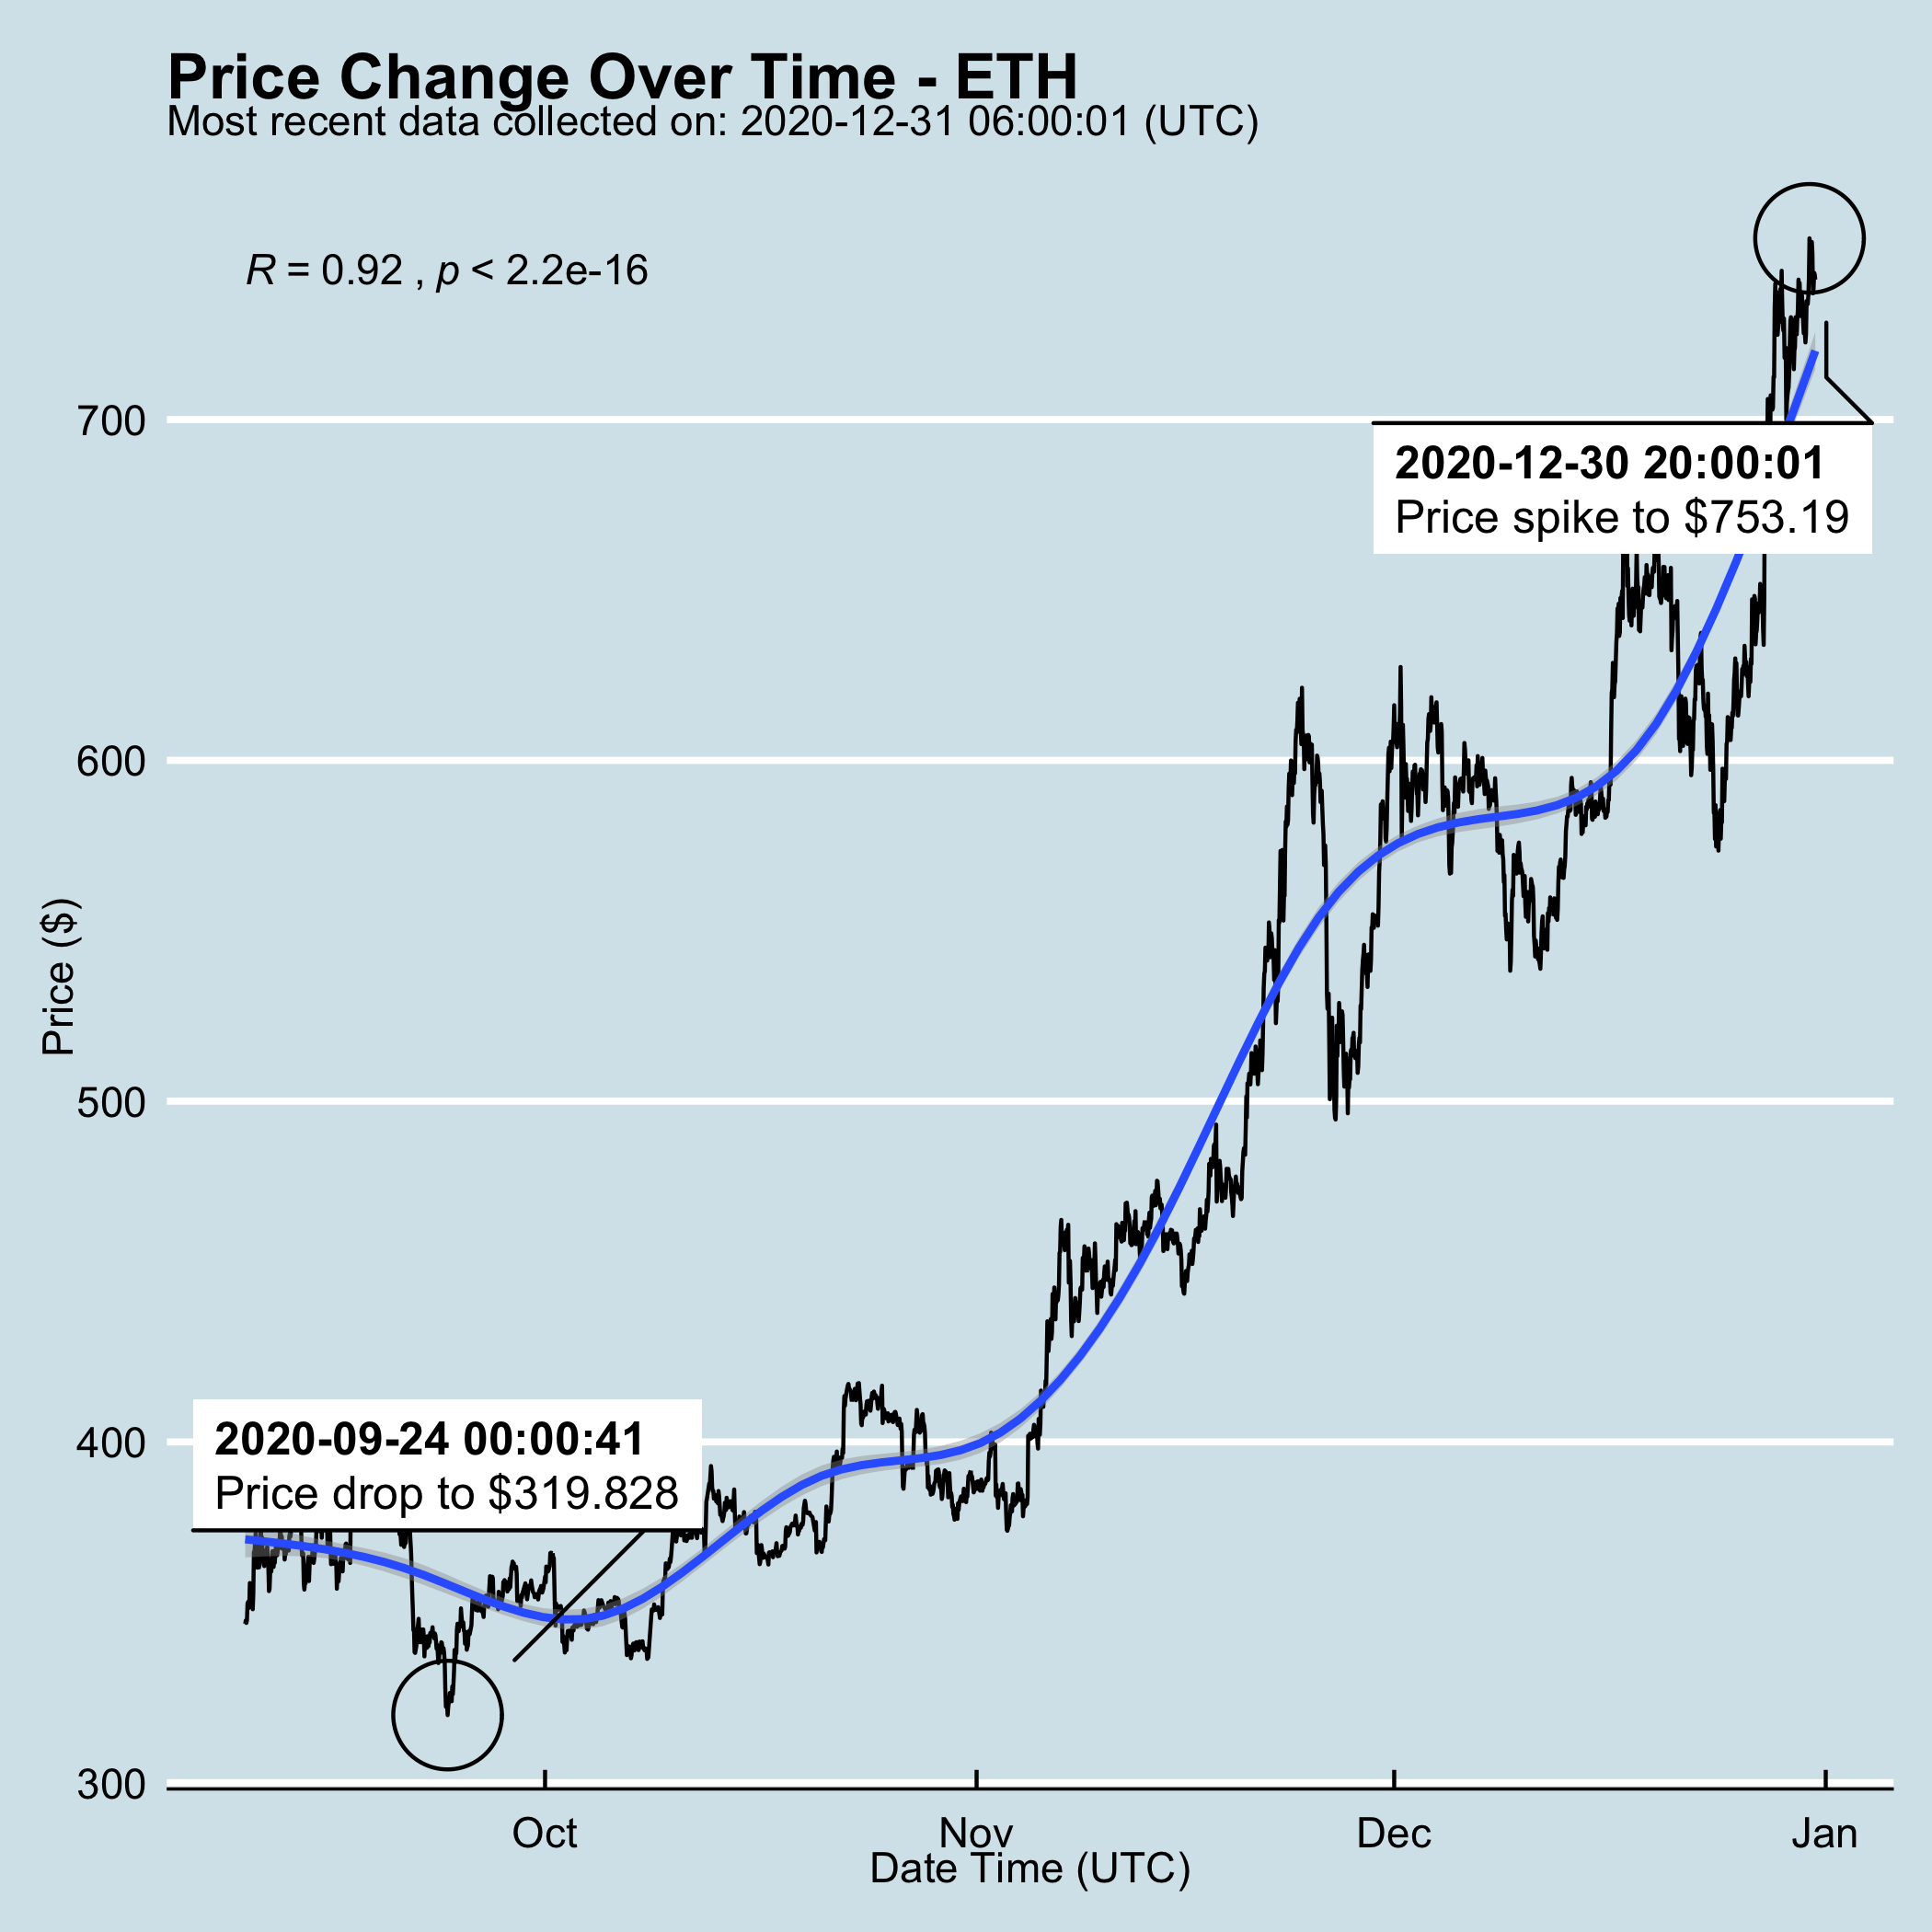 Price Change Over Time - ETH
Most recent data collected on: 2020-12-31 06:00:01 (UTC)
R = 0.92 , p < 2.2e-16
700
2020-12-30 20:00:01
Price spike to $753.19
600
Price ($)
500
400
2020-09-24 00:00:41
Price drop to $319.828
300
Oct
Nov
Dec
Jan
Date Time (UTC)